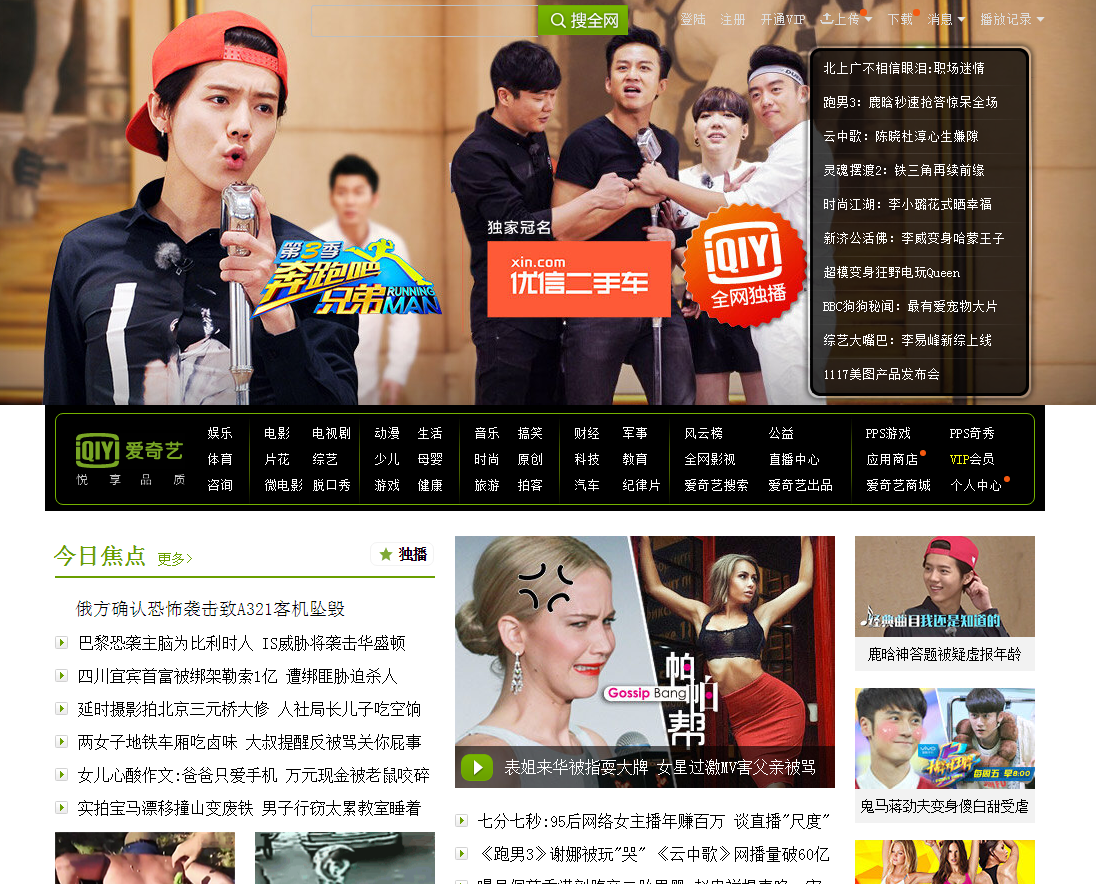 搜全网
登陆 注册 开通VIP 上传 下载 消息 播放记录
北上广不相信眼泪:职场迷情
跑男3: 鹿晗秒速抢答惊呆全场
云中歌: 陈晓杜淳心生嫌隙
灵魂摆渡2: 铁三角再续前缘
时尚江湖: 李小璐花式晒幸福
新济公活佛: 李威变身哈蒙王子
超模变身狂野电玩Queen
BBC狗狗秘闻: 最有爱宠物大片
综艺大嘴巴: 李易峰新综上线
1117美图产品发布会
第3季
奔跑吧
兄弟
RUNNING
MAN
独家冠名
xin.com
优信二手车
iQIYI
全网独播
iQIYI 爱奇艺
悦享品质
娱乐 电影 电视剧 动漫 生活 音乐 搞笑 财经 军事 风云榜 公益 PPS游戏 PPS奇秀
体育 片花 综艺 少儿 母婴 时尚 原创 科技 教育 全网影视 直播中心 应用商店 VIP会员
咨询 微电影 脱口秀 游戏 健康 旅游 拍客 汽车 纪律片 爱奇艺搜索 爱奇艺出品 爱奇艺商城 个人中心
今日焦点 更多>
独播
俄方确认恐怖袭击致A321客机坠毁
巴黎恐袭主脑为比利时人 IS威胁将袭击华盛顿
四川宜宾首富被绑架勒索1亿 遭绑匪胁迫杀人
延时摄影拍北京三元桥大修 人社局长儿子吃空饷
两女子地铁车厢吃卤味 大叔提醒反被骂关你屁事
女儿心酸作文:爸爸只爱手机 万元现金被老鼠咬碎
实拍宝马漂移撞山变废铁 男子行窃太累教室睡着
Gossip Bang
帕帕帮
表姐来华被指耍大牌 女星过激MV害父亲被骂
七分七秒:95后网络女主播年赚百万 谈直播"尺度"
《跑男3》谢娜被玩"哭" 《云中歌》网播量破60亿
经典曲目我还是知道的
鹿晗神答题被疑虚报年龄
vivo
每周五 早8:00
鬼马蒋劲夫变身傻白甜受虐